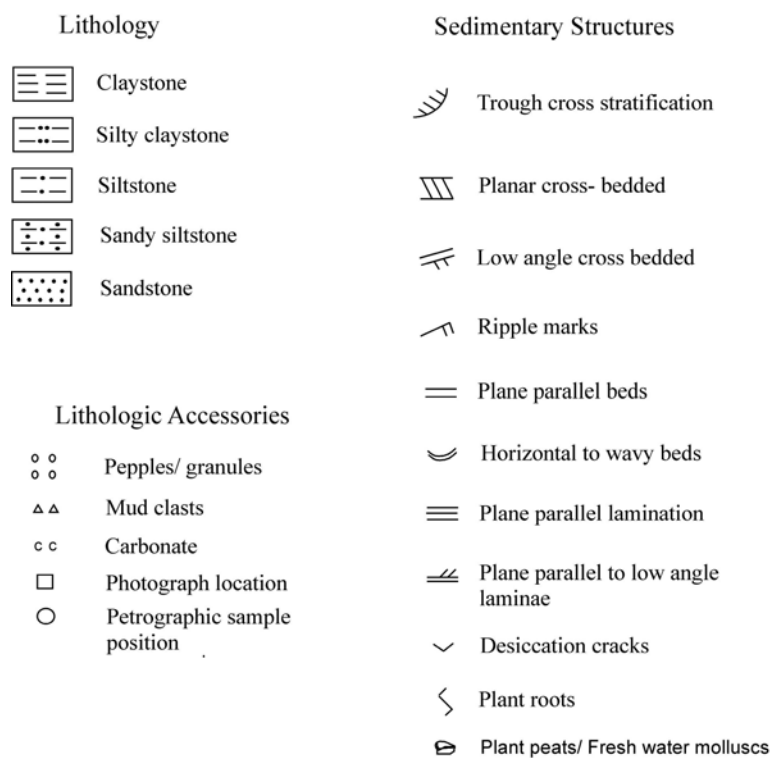 Lithology
Claystone
Silty claystone
Siltstone
Sandy siltstone
Sandstone
Lithologic Accessories
Pepples/ granules
Mud clasts
c c Carbonate
Photograph location
Petrographic sample
position
Sedimentary Structures
Trough cross stratification
Planar cross- bedded
Low angle cross bedded
Ripple marks
Plane parallel beds
Horizontal to wavy beds
Plane parallel lamination
Plane parallel to low angle
laminae
Desiccation cracks
Plant roots
Plant peats/ Fresh water molluscs